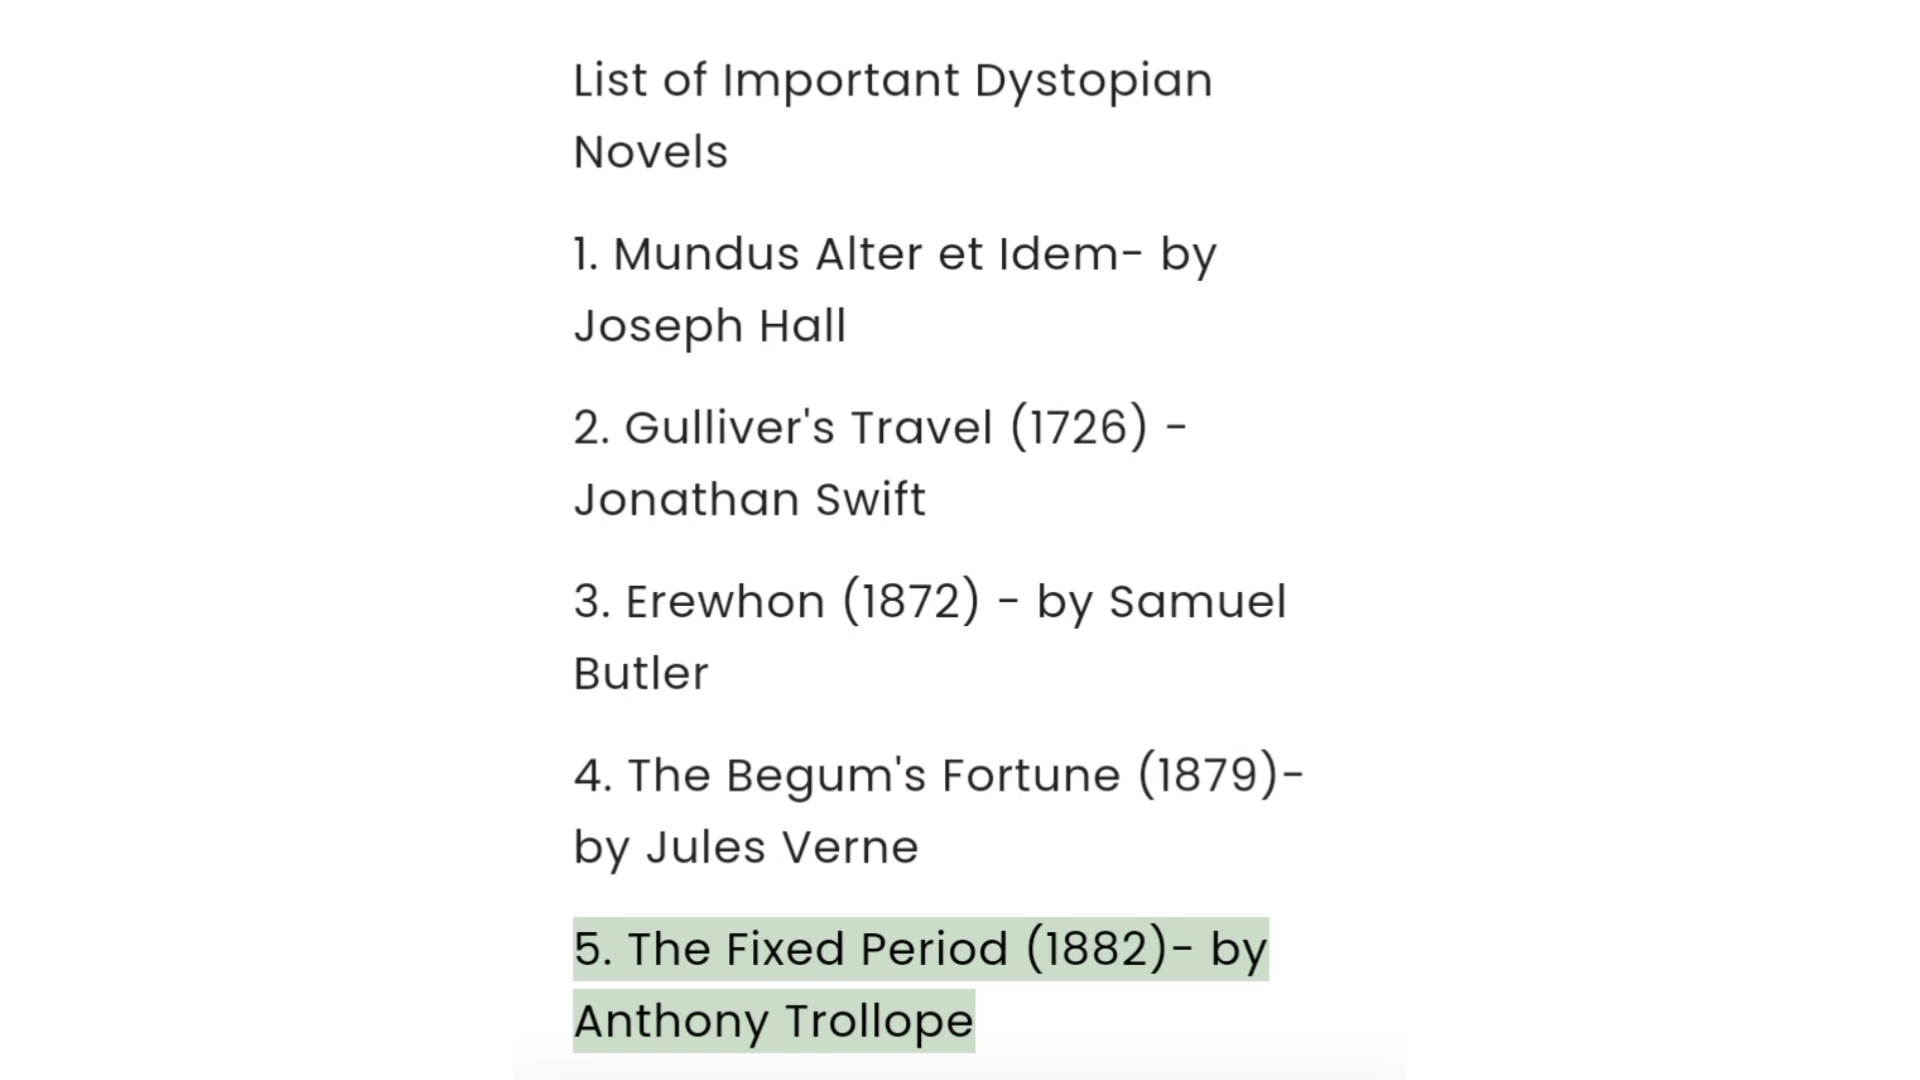 List of Important Dystopian
Novels
1. Mundus Alter et Idem- by
Joseph Hall
2. Gulliver's Travel (1726) -
Jonathan Swift
3. Erewhon (1872) - by Samuel
Butler
4. The Begum's Fortune (1879)-
by Jules Verne
5. The Fixed Period (1882)- by
Anthony Trollope